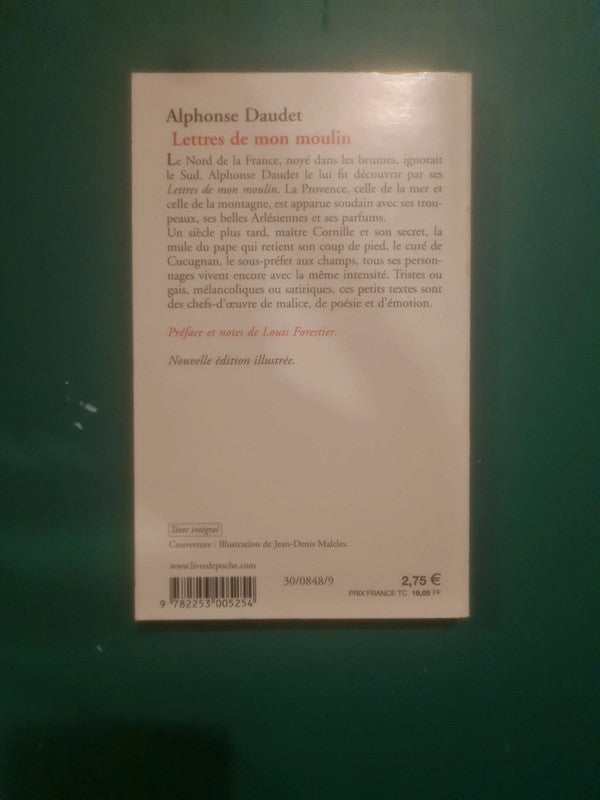 Alphonse Daudet
Lettres de mon moulin
Le Nord de la France, noyé dans les brumes, ignorait
le Sud. Alphonse Daudet le lui fit découvrir par ses
Lettres de mon moulin. La Provence, celle de la mer et
celle de la montagne, est apparue soudain avec ses trou-
peaux, ses belles Arlésiennes et ses parfums.
Un siècle plus tard, maître Cornille et son secret, la
mule du pape qui retient son coup de pied, le curé de
Cucugnan, le sous-préfet aux champs, tous ses person-
nages vivent encore avec la même intensité. Tristes ou
gais, mélancoliques ou satiriques, ces petits textes sont
des chefs-d'œuvre de malice, de poésie et d'émotion.
Préface et notes de Louis Forestier.
Nouvelle édition illustrée.
Texte intégral
Couverture : Illustration de Jean-Denis Malcles.
www.livredepoche.com
30/0848/9
2,75 €
PRIX FRANCE TC 18,05 FF
9 782253 005254